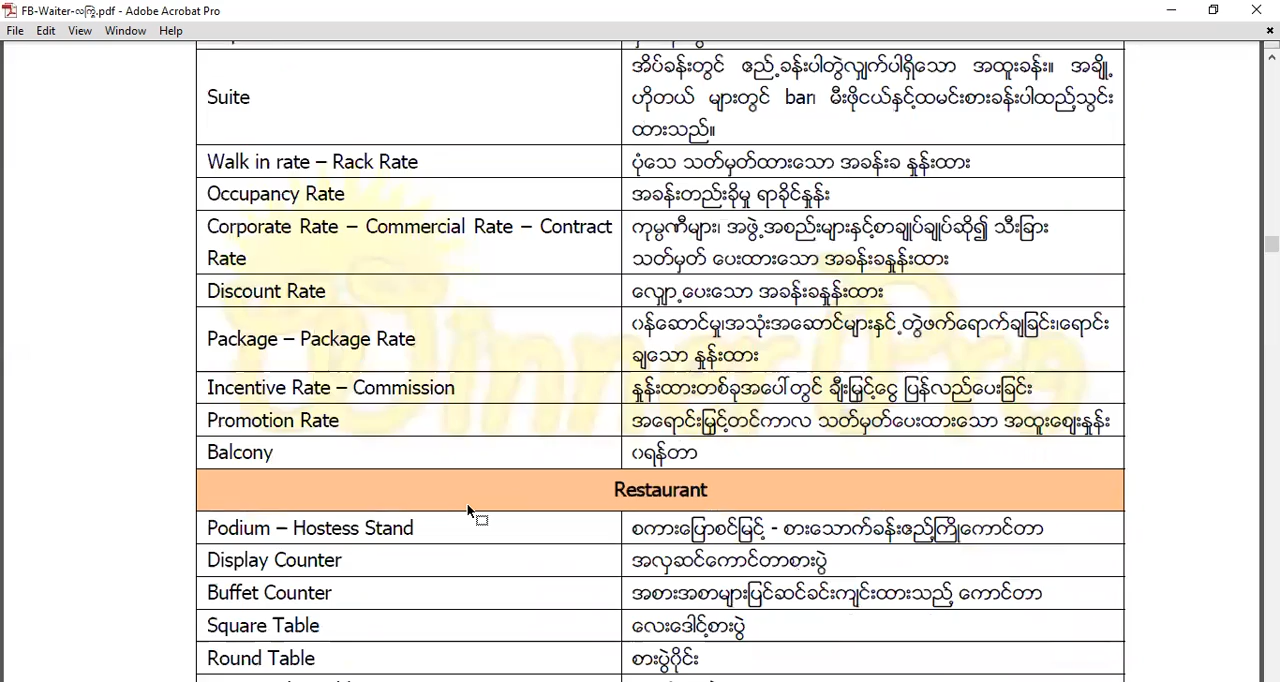 FB-Waiter-လကြွ.pdf - Adobe Acrobat Pro
File Edit View Window Help
Suite
အိပ်ခန်းတွင် ဧည့်ခန်းပါတွဲလျှက်ပါရှိသော အထူးခန်း။ အချို့
ဟိုတယ် များတွင် bar၊ မီးဖိုငယ်နှင့်ထမင်းစားခန်းပါထည့်သွင်း
ထားသည်။
Walk in rate – Rack Rate
ပုံသေ သတ်မှတ်ထားသော အခန်းခ နှုန်းထား
Occupancy Rate
အခန်းတည်းခိုမှု ရာခိုင်နှုန်း
Corporate Rate – Commercial Rate – Contract
Rate
ကုမ္ပဏီများ၊ အဖွဲ့အစည်းများနှင့်စာချုပ်ချုပ်ဆို၍ သီးခြား
သတ်မှတ် ပေးထားသော အခန်းခနှုန်းထား
Discount Rate
လျှော့ပေးသော အခန်းခနှုန်းထား
Package – Package Rate
ဝန်ဆောင်မှု၊အသုံးအဆောင်များနှင့်တွဲဖက်ရောက်ချခြင်း၊ရောင်း
ချသော နှုန်းထား
Incentive Rate – Commission
နှုန်းထားတစ်ခုအပေါ်တွင် ချီးမြှင့်ငွေ ပြန်လည်ပေးခြင်း
Promotion Rate
အရောင်းမြှင့်တင်ကာလ သတ်မှတ်ပေးထားသော အထူးစျေးနှုန်း
Balcony
ဝရန်တာ
Restaurant
Podium – Hostess Stand
စကားပြောစင်မြင့် - စားသောက်ခန်းဧည့်ကြိုကောင်တာ
Display Counter
အလှဆင်ကောင်တာစားပွဲ
Buffet Counter
အစားအစာများပြင်ဆင်ခင်းကျင်းထားသည့် ကောင်တာ
Square Table
လေးဒေါင့်စားပွဲ
Round Table
စားပွဲဝိုင်း
Winner Pro